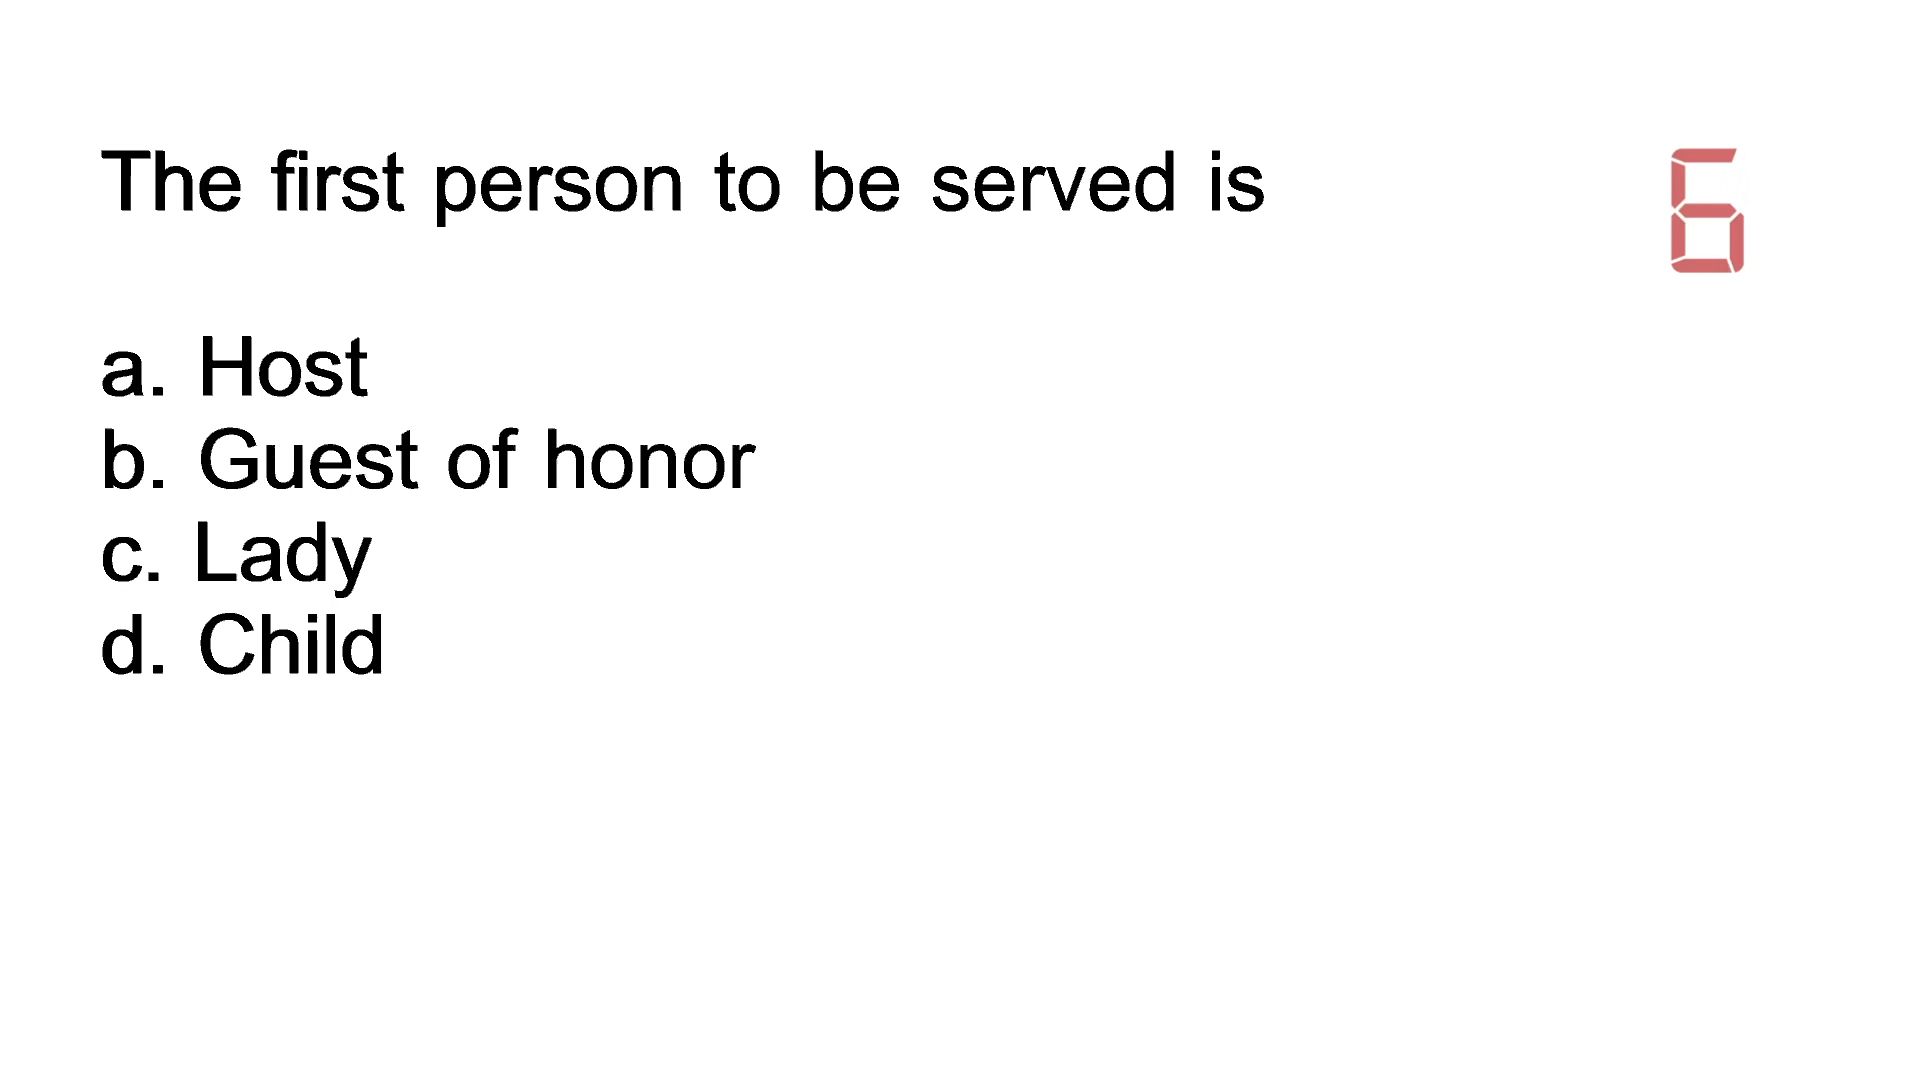 The first person to be served is
6
a. Host
b. Guest of honor
c. Lady
d. Child